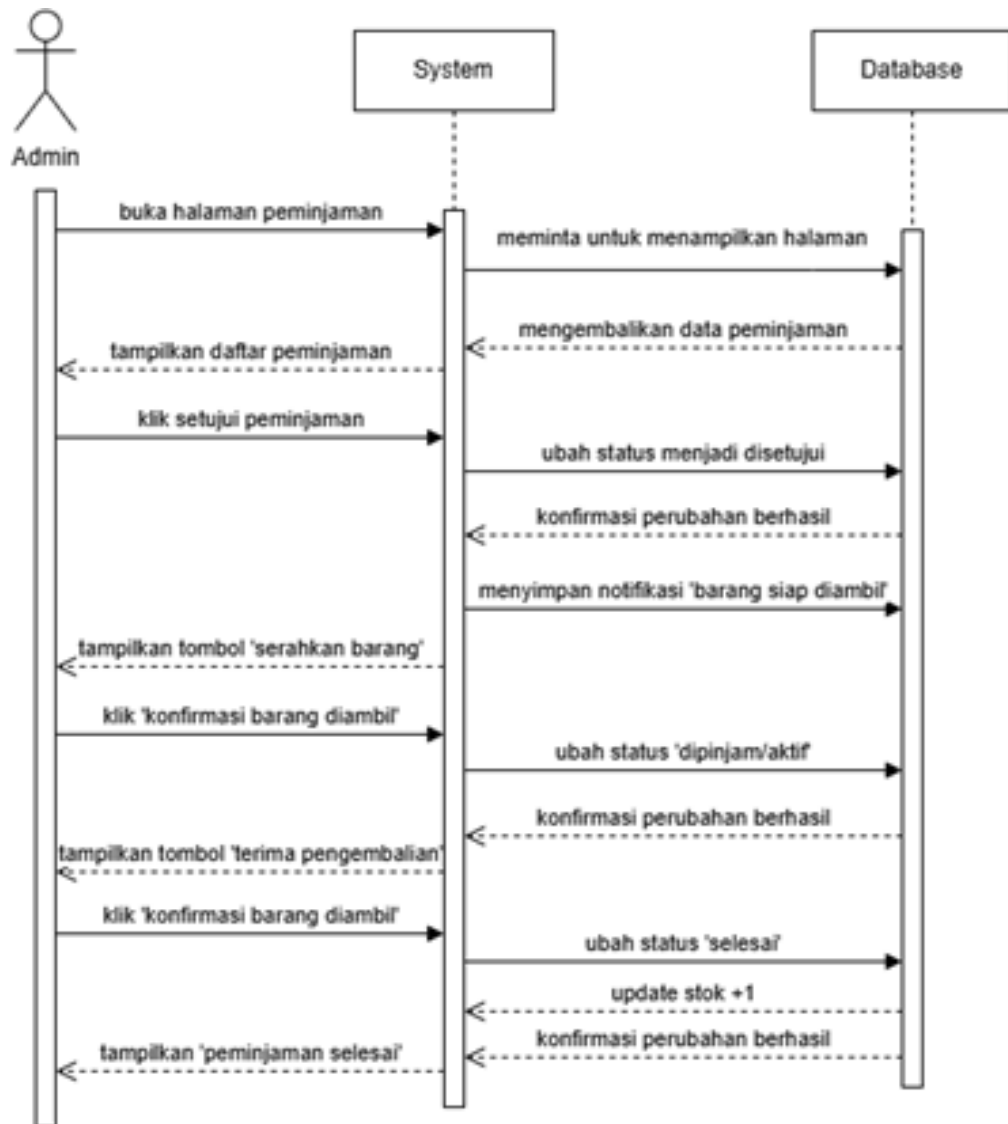 System
Database
Admin
buka halaman peminjaman
meminta untuk menampilkan halaman
mengembalikan data peminjaman
tampilkan daftar peminjaman
klik setujui peminjaman
ubah status menjadi disetujui
konfirmasi perubahan berhasil
menyimpan notifikasi 'barang siap diambil'
tampilkan tombol 'serahkan barang'
klik 'konfirmasi barang diambil'
ubah status 'dipinjam/aktif'
konfirmasi perubahan berhasil
tampilkan tombol 'terima pengembalian'
klik 'konfirmasi barang diambil'
ubah status 'selesai'
update stok +1
konfirmasi perubahan berhasil
tampilkan 'peminjaman selesai'